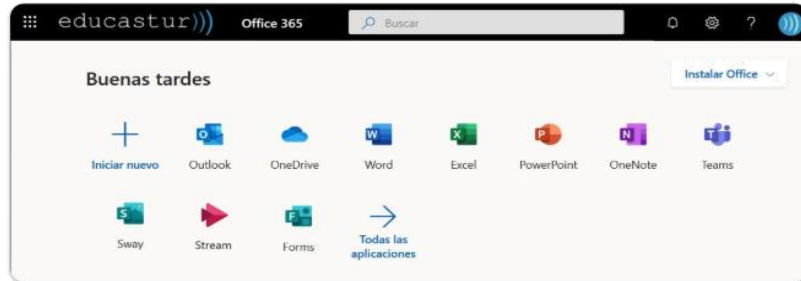 educastur))) Office 365 Buscar ?
Buenas tardes
Instalar Office
Iniciar nuevo Outlook OneDrive Word Excel PowerPoint OneNote Teams
Sway Stream Forms Todas las
aplicaciones